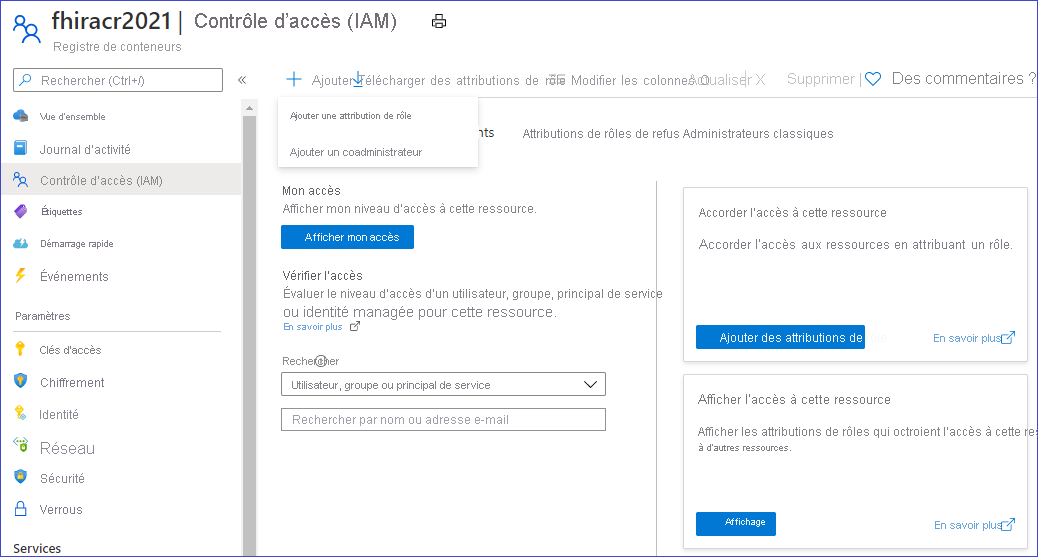 fhiracr2021 | Contrôle d'accès (IAM)
Registre de conteneurs
Rechercher (Ctrl+/)
Ajouter Télécharger des attributions de rôle Modifier les colonnes Actualiser X Supprimer | Des commentaires ?
Vue d'ensemble
Journal d'activité
Contrôle d'accès (IAM)
Étiquettes
Démarrage rapide
Événements
Paramètres
Clés d'accès
Chiffrement
Identité
Réseau
Sécurité
Verrous
Services
Ajouter une attribution de rôle
Ajouter un coadministrateur
nts
Attributions de rôles de refus Administrateurs classiques
Mon accès
Afficher mon niveau d'accès à cette ressource.
Afficher mon accès
Vérifier l'accès
Évaluer le niveau d'accès d'un utilisateur, groupe, principal de service
ou identité managée pour cette ressource.
En savoir plus
Rechercher
Utilisateur, groupe ou principal de service
Rechercher par nom ou adresse e-mail
Accorder l'accès à cette ressource
Accorder l'accès aux ressources en attribuant un rôle.
Ajouter des attributions de
En savoir plus
Afficher l'accès à cette ressource
Afficher les attributions de rôles qui octroient l'accès à cette res
à d'autres ressources.
Affichage
En savoir plus